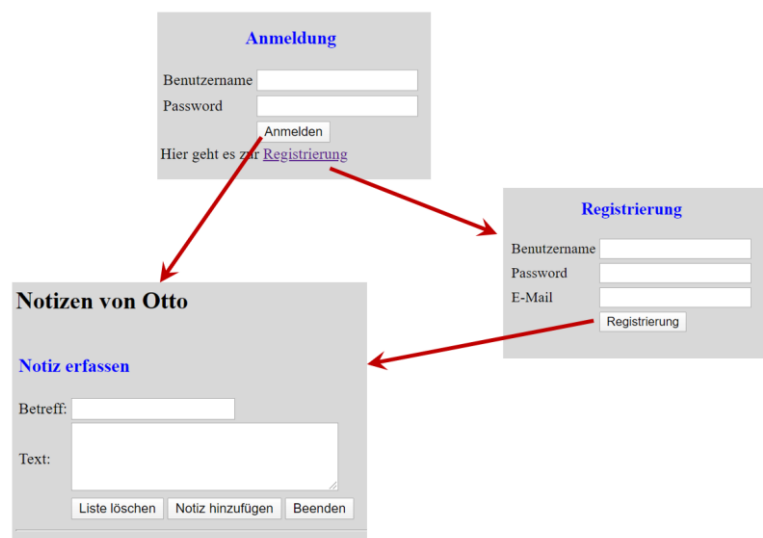 Anmeldung
Benutzername
Password
Anmelden
Hier geht es zur Registrierung
Registrierung
Benutzername
Password
E-Mail
Registrierung
Notizen von Otto
Notiz erfassen
Betreff:
Text:
Liste löschen Notiz hinzufügen Beenden